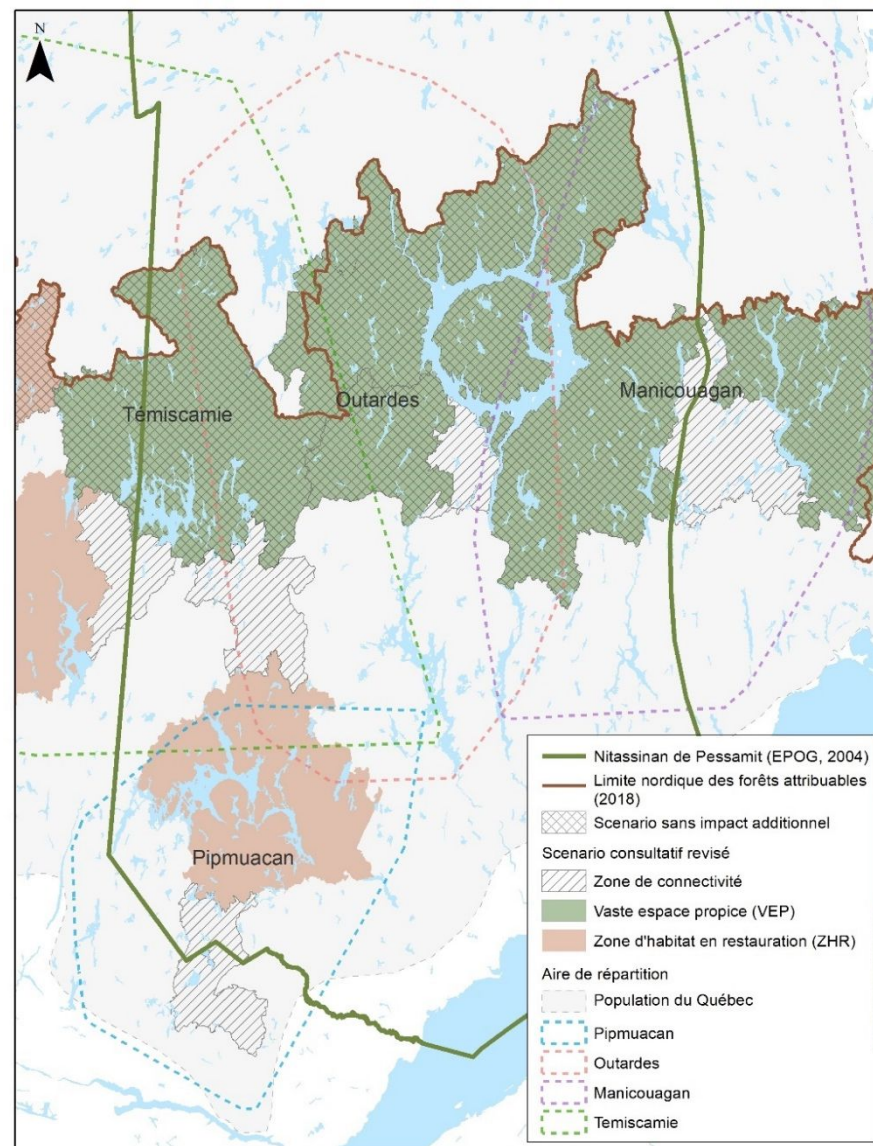 N
Témiscamie
Outardes
Manicouagan
Pipmuacan
Nitassinan de Pessamit (EPOG, 2004)
Limite nordique des forêts attribuables
(2018)
Scenario sans impact additionnel
Scenario consultatif revisé
Zone de connectivité
Vaste espace propice (VEP)
Zone d'habitat en restauration (ZHR)
Aire de répartition
Population du Québec
Pipmuacan
Outardes
Manicouagan
Temiscamie